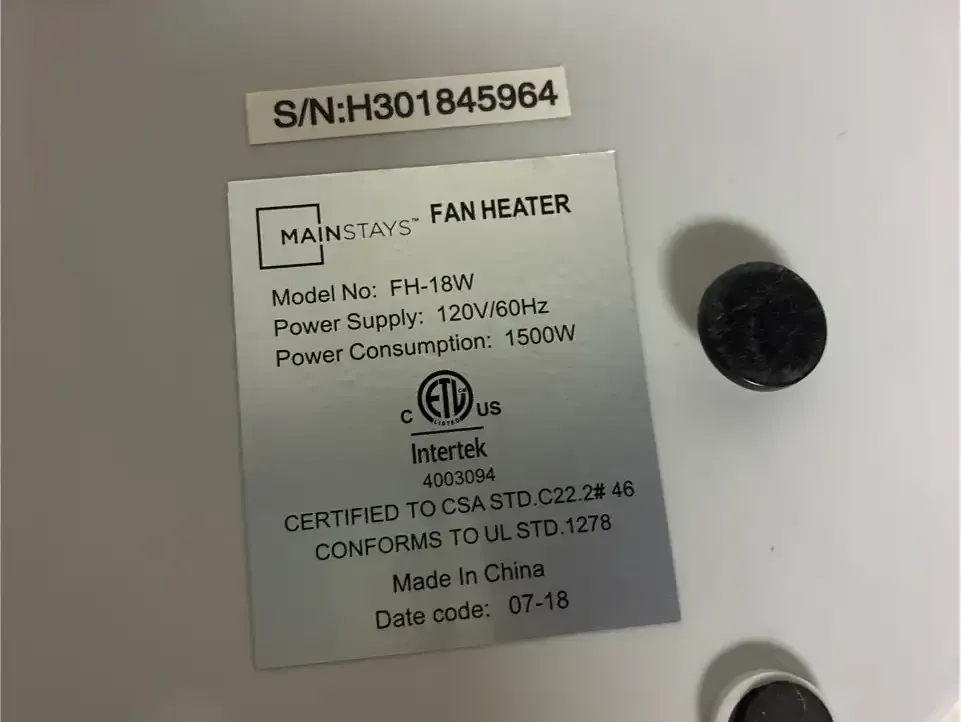 S/N:H301845964
MAINSTAYS™ FAN HEATER
Model No: FH-18W
Power Supply: 120V/60Hz
Power Consumption: 1500W
C ETL CM LISTED US
Intertek
4003094
CERTIFIED TO CSA STD.C22.2# 46
CONFORMS TO UL STD.1278
Made In China
Date code: 07-18